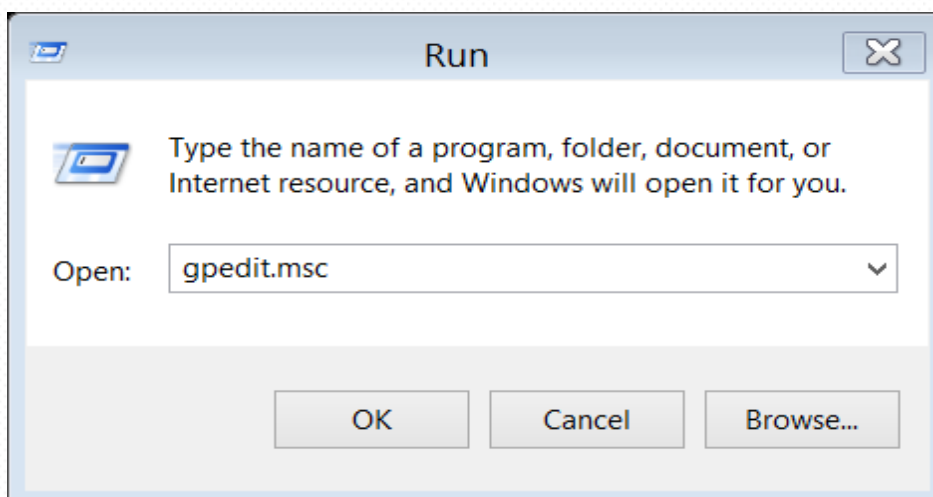 Run
Type the name of a program, folder, document, or
Internet resource, and Windows will open it for you.
Open: gpedit.msc
OK Cancel Browse...